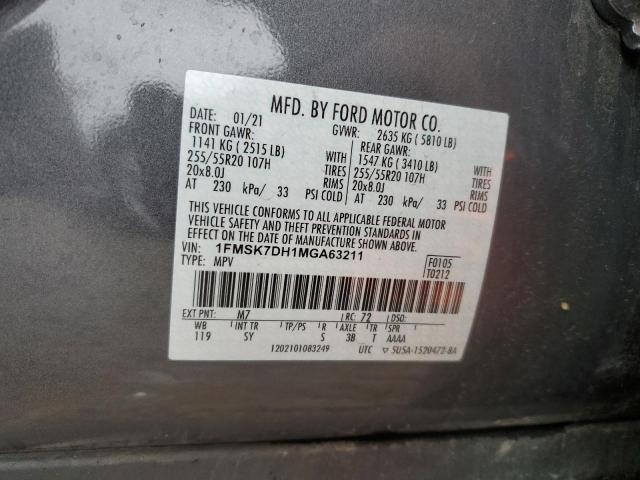 MFD. BY FORD MOTOR CO.
DATE: 01/21 GVWR: 2635 KG ( 5810 LB)
FRONT GAWR: REAR GAWR:
1141 KG ( 2515 LB) WITH 1547 KG ( 3410 LB) WITH
255/55R20 107H TIRES 255/55R20 107H TIRES
20x8.0J RIMS 20x8.0J RIMS
AT 230 kPa/ 33 PSI COLD AT 230 kPa/ 33 PSI COLD
THIS VEHICLE CONFORMS TO ALL APPLICABLE FEDERAL MOTOR
VEHICLE SAFETY AND THEFT PREVENTION STANDARDS IN
EFFECT ON THE DATE OF MANUFACTURE SHOWN ABOVE.
VIN: 1FMSK7DH1MGA63211 F0105
TYPE: MPV T0212
EXT PNT: M7 RC: 72 DSO:
WB INT TR TP/PS R AXLE TR SPR
119 SY S 3B T AAAA
1202101083249 UTC ▽ 5U5A-1520472-BA